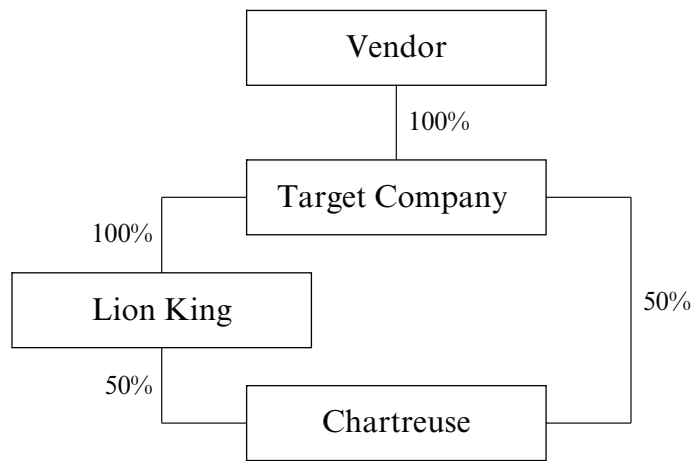 Vendor
100%
Target Company
100%
50%
Lion King
50%
Chartreuse